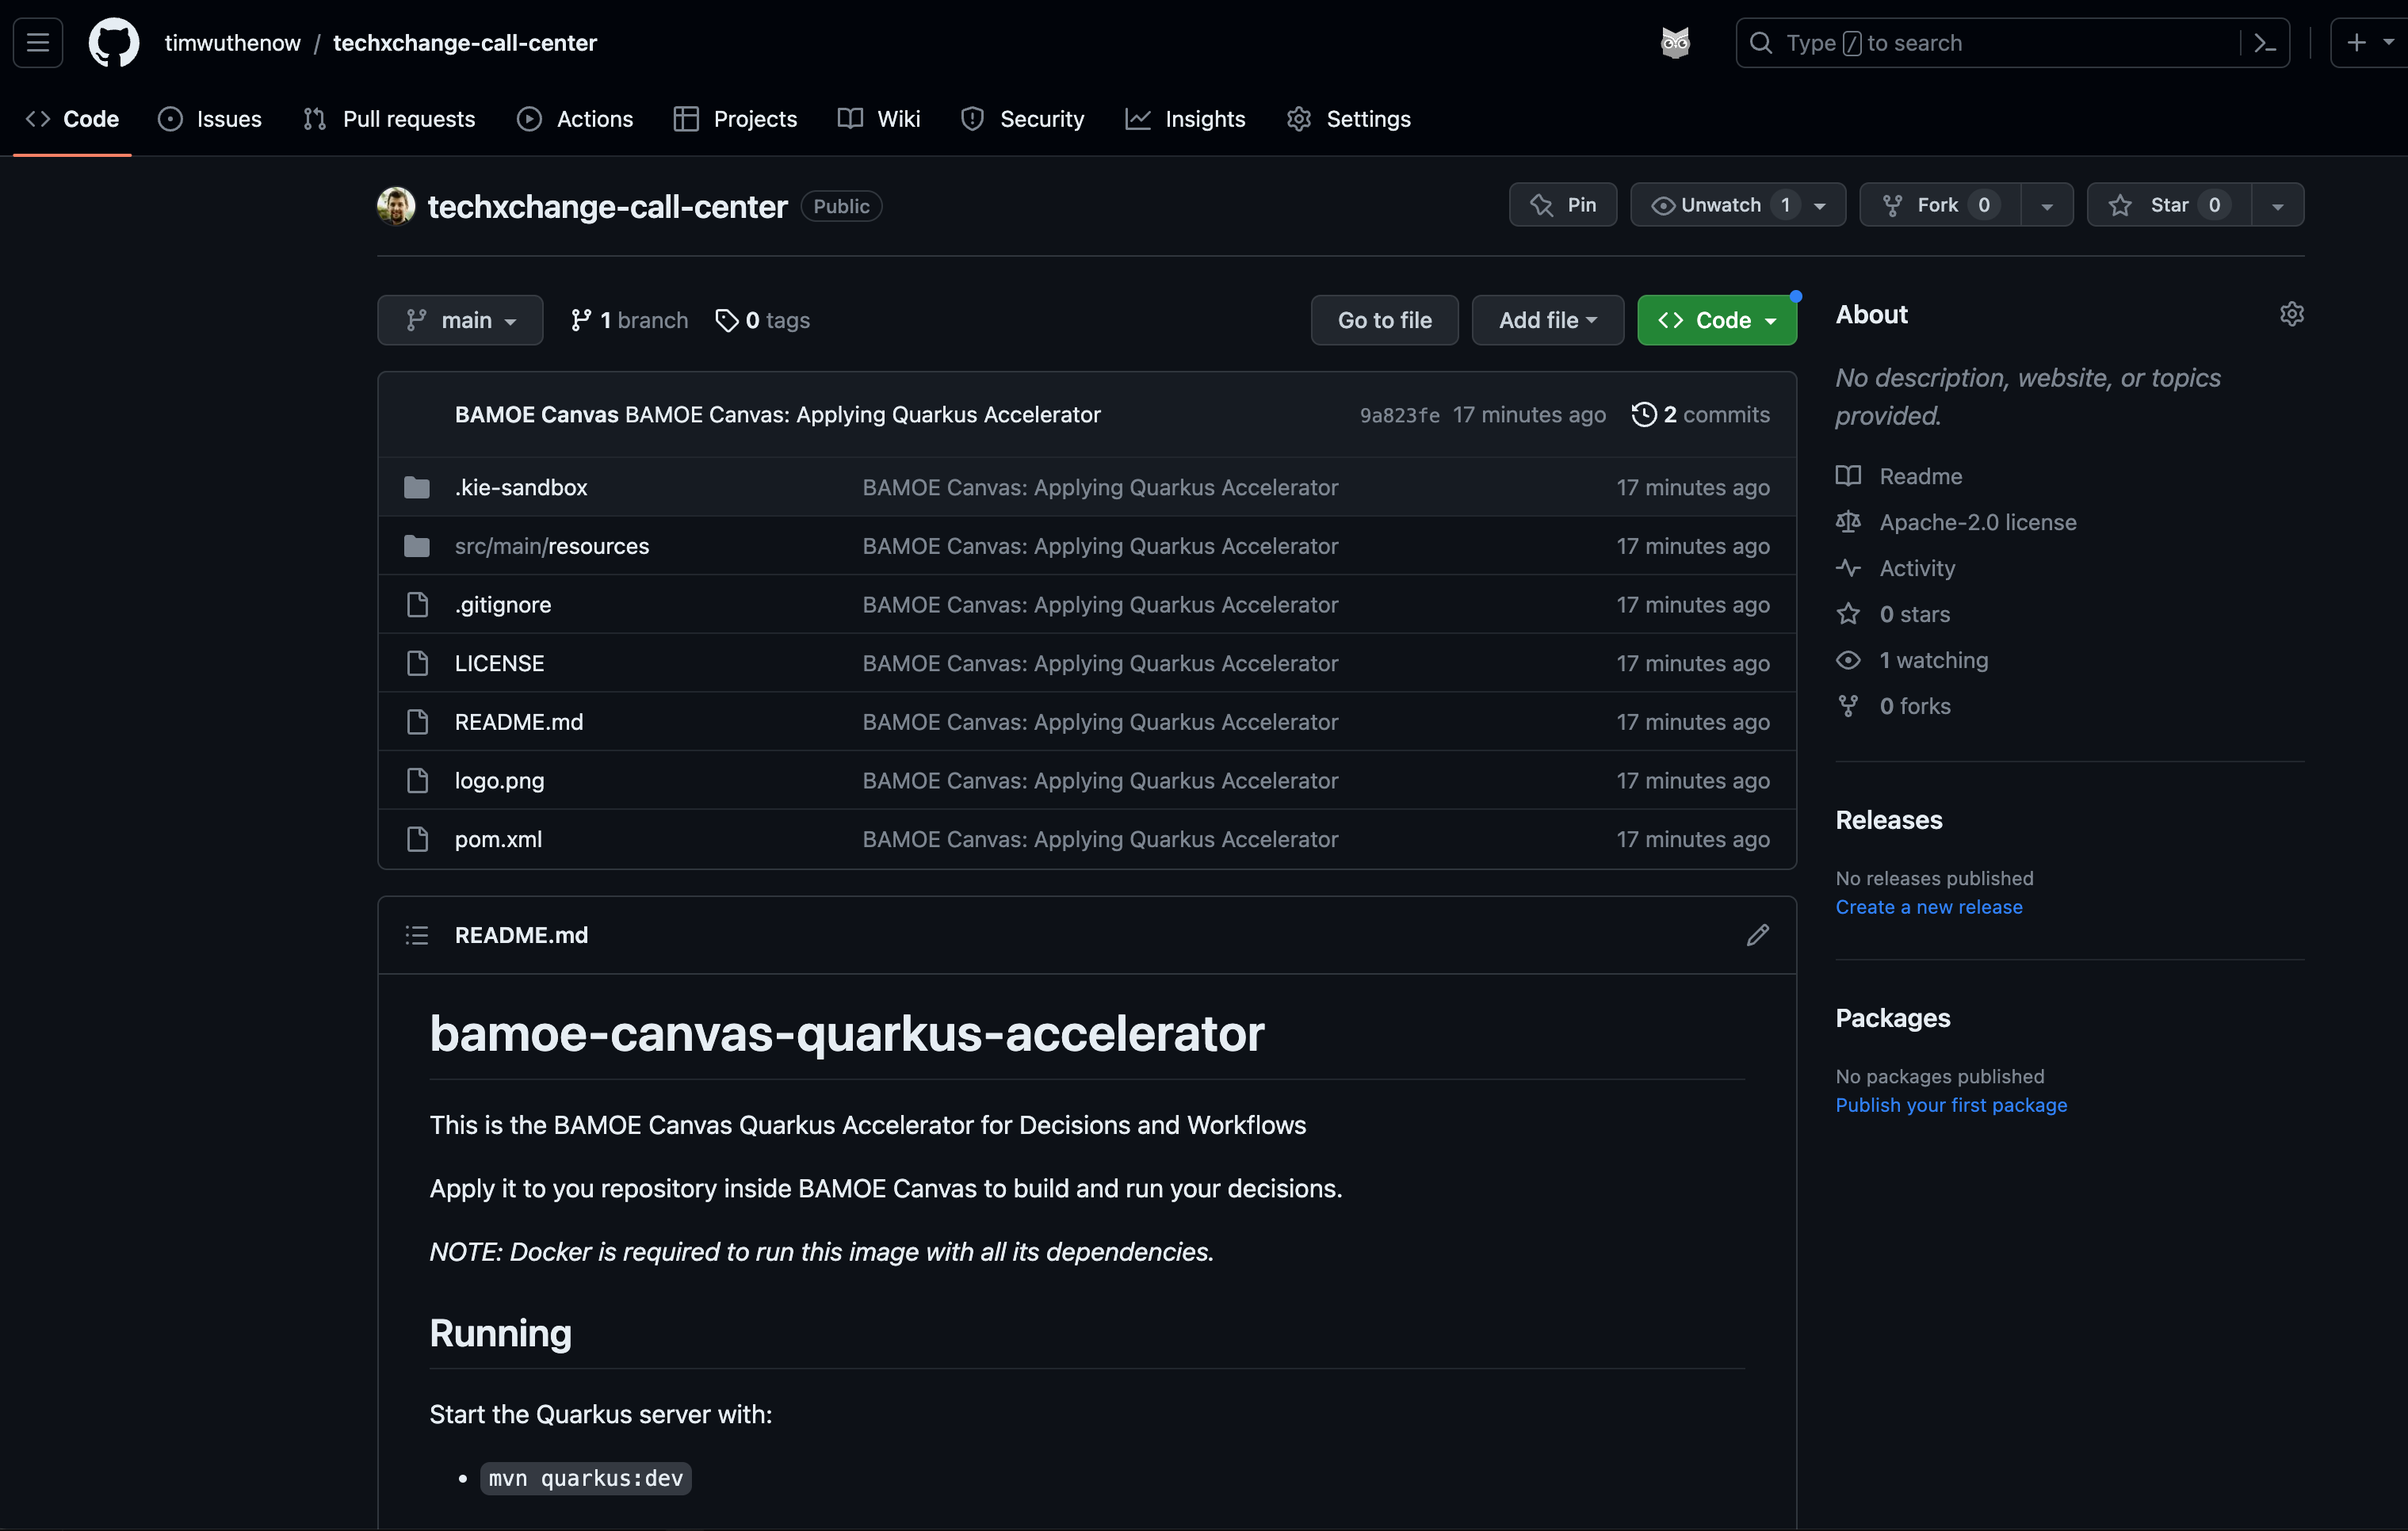 timwuthenow / techxchange-call-center
Type / to search
Code Issues Pull requests Actions Projects Wiki Security Insights Settings
techxchange-call-center Public
Pin Unwatch 1 Fork 0 Star 0
main 1 branch 0 tags Go to file Add file Code
BAMOE Canvas BAMOE Canvas: Applying Quarkus Accelerator 9a823fe 17 minutes ago 2 commits
.kie-sandbox BAMOE Canvas: Applying Quarkus Accelerator 17 minutes ago
src/main/resources BAMOE Canvas: Applying Quarkus Accelerator 17 minutes ago
.gitignore BAMOE Canvas: Applying Quarkus Accelerator 17 minutes ago
LICENSE BAMOE Canvas: Applying Quarkus Accelerator 17 minutes ago
README.md BAMOE Canvas: Applying Quarkus Accelerator 17 minutes ago
logo.png BAMOE Canvas: Applying Quarkus Accelerator 17 minutes ago
pom.xml BAMOE Canvas: Applying Quarkus Accelerator 17 minutes ago
README.md
bamoe-canvas-quarkus-accelerator
This is the BAMOE Canvas Quarkus Accelerator for Decisions and Workflows
Apply it to you repository inside BAMOE Canvas to build and run your decisions.
NOTE: Docker is required to run this image with all its dependencies.
Running
Start the Quarkus server with:
• mvn quarkus:dev
About
No description, website, or topics
provided.
Readme
Apache-2.0 license
Activity
0 stars
1 watching
0 forks
Releases
No releases published
Create a new release
Packages
No packages published
Publish your first package